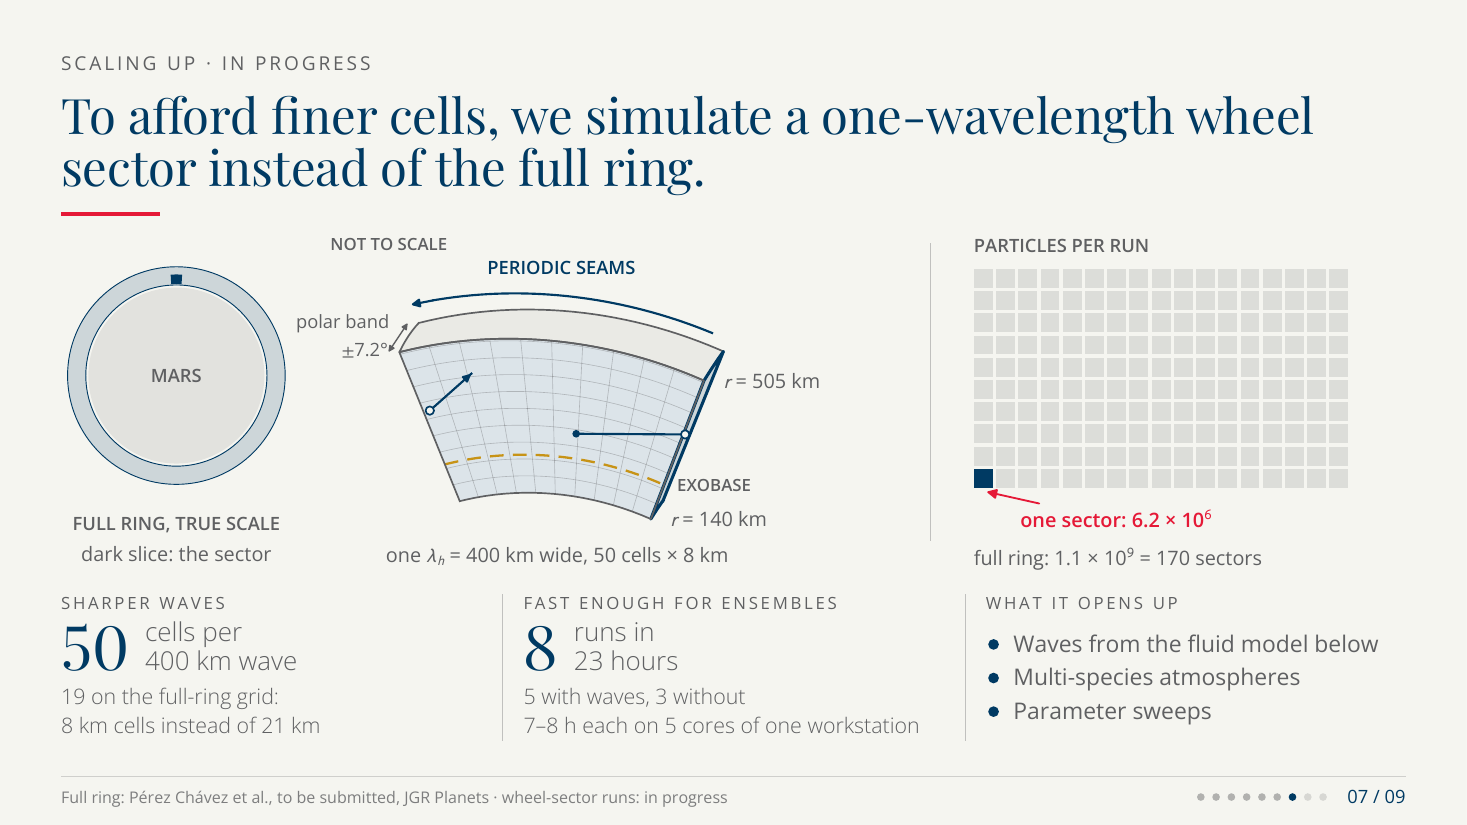 SCALING UP · IN PROGRESS
To afford finer cells, we simulate a one-wavelength wheel
sector instead of the full ring.
NOT TO SCALE
PERIODIC SEAMS
polar band
±7.2°
MARS
r = 505 km
EXOBASE
r = 140 km
FULL RING, TRUE SCALE
dark slice: the sector
one λₕ = 400 km wide, 50 cells × 8 km
PARTICLES PER RUN
one sector: 6.2 × 10⁶
full ring: 1.1 × 10⁹ = 170 sectors
SHARPER WAVES
50 cells per
400 km wave
19 on the full-ring grid:
8 km cells instead of 21 km
FAST ENOUGH FOR ENSEMBLES
8 runs in
23 hours
5 with waves, 3 without
7–8 h each on 5 cores of one workstation
WHAT IT OPENS UP
Waves from the fluid model below
Multi-species atmospheres
Parameter sweeps
Full ring: Pérez Chávez et al., to be submitted, JGR Planets · wheel-sector runs: in progress
07 / 09